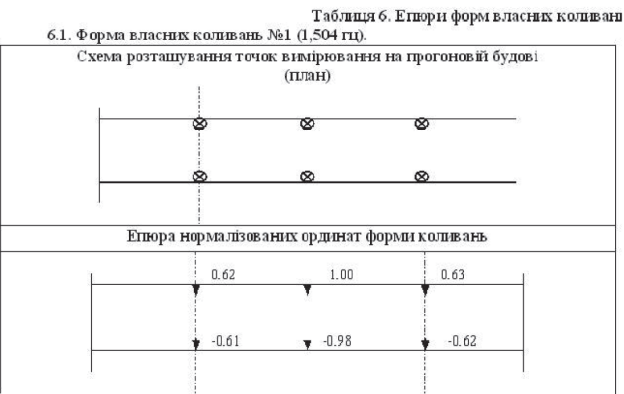 Таблиця 6. Епюри форм власних коливань
6.1. Форма власних коливань №1 (1,504 гц).
Схема розташування точок вимірювання на прогоновій будові
(план)
Епюра нормалізованих ординат форми коливань
0.62 1.00 0.63
-0.61 -0.98 -0.62